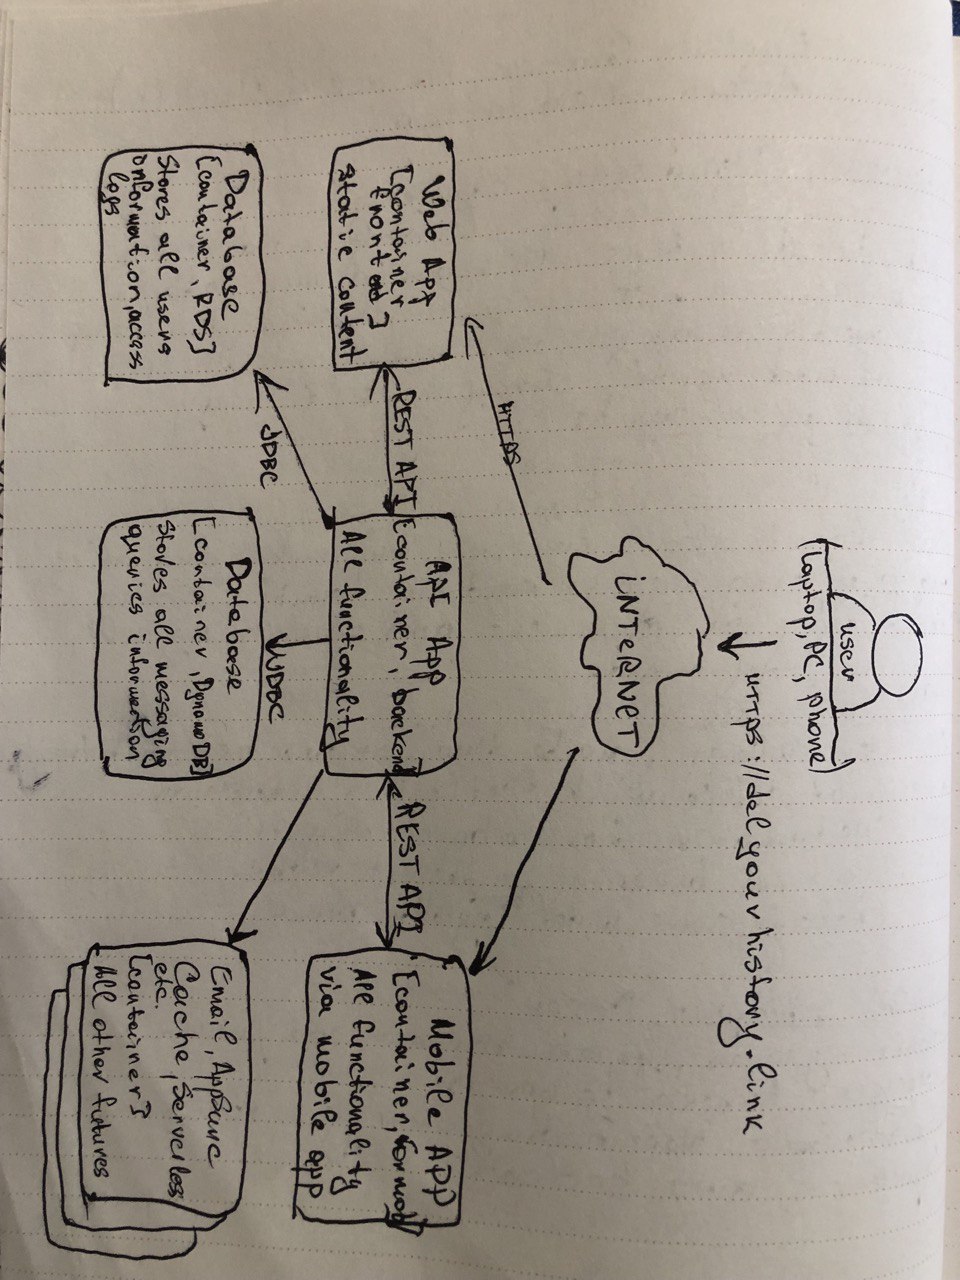 user
(laptop, PC, phone)
HTTPS://delyourhistory.link
INTERNET
HTTPS
Web App
[container
frontend]
static content
REST API
API App
[container, backend]
All functionality
REST API
Mobile APP
[container,
All functionality
via mobile app
JDBC
JDBC
Database
[container, RDS]
Stores all users
information, access
logs
Database
[container, DynamoDB]
Stores all messaging
queries information
Email, AppSunc
Cache, Serverless
etc.
[container]
All other futures